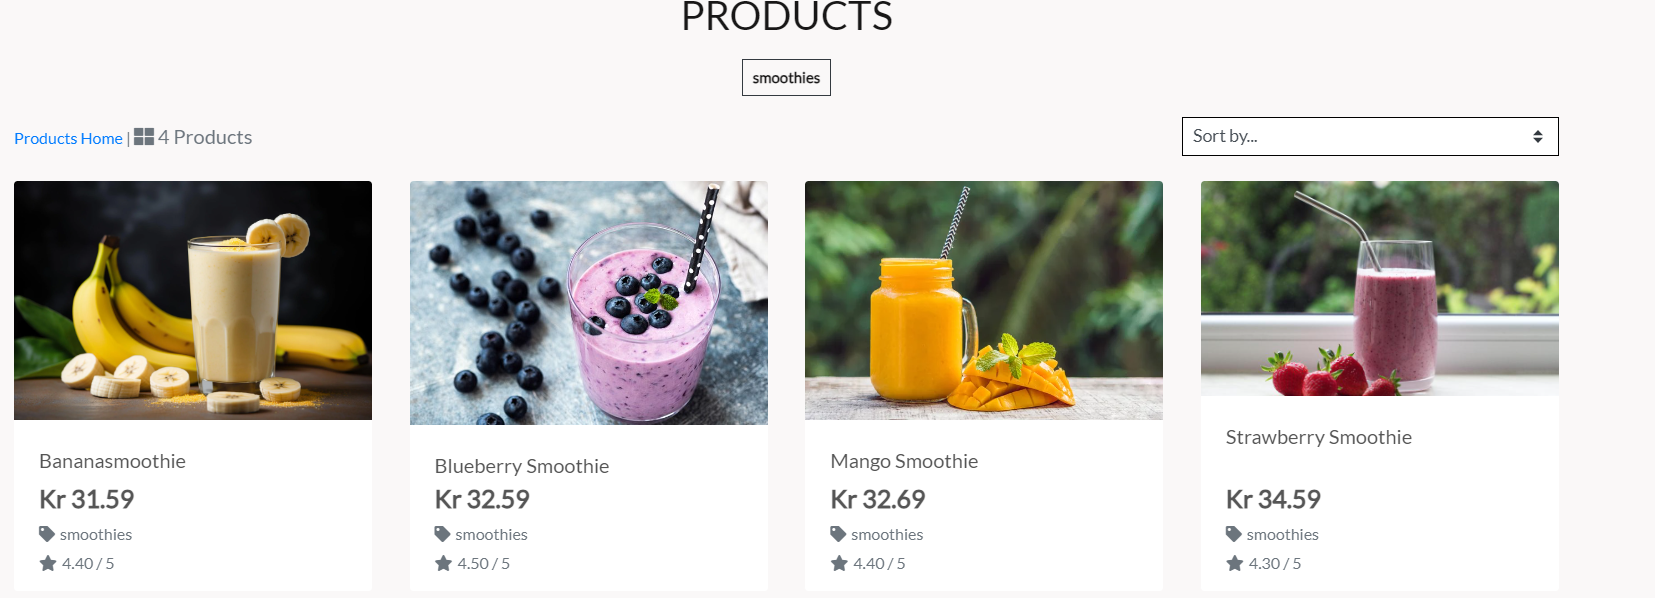 PRODUCTS
smoothies
Products Home | 4 Products
Sort by...
Bananasmoothie
Kr 31.59
smoothies
4.40 / 5
Blueberry Smoothie
Kr 32.59
smoothies
4.50 / 5
Mango Smoothie
Kr 32.69
smoothies
4.40 / 5
Strawberry Smoothie
Kr 34.59
smoothies
4.30 / 5